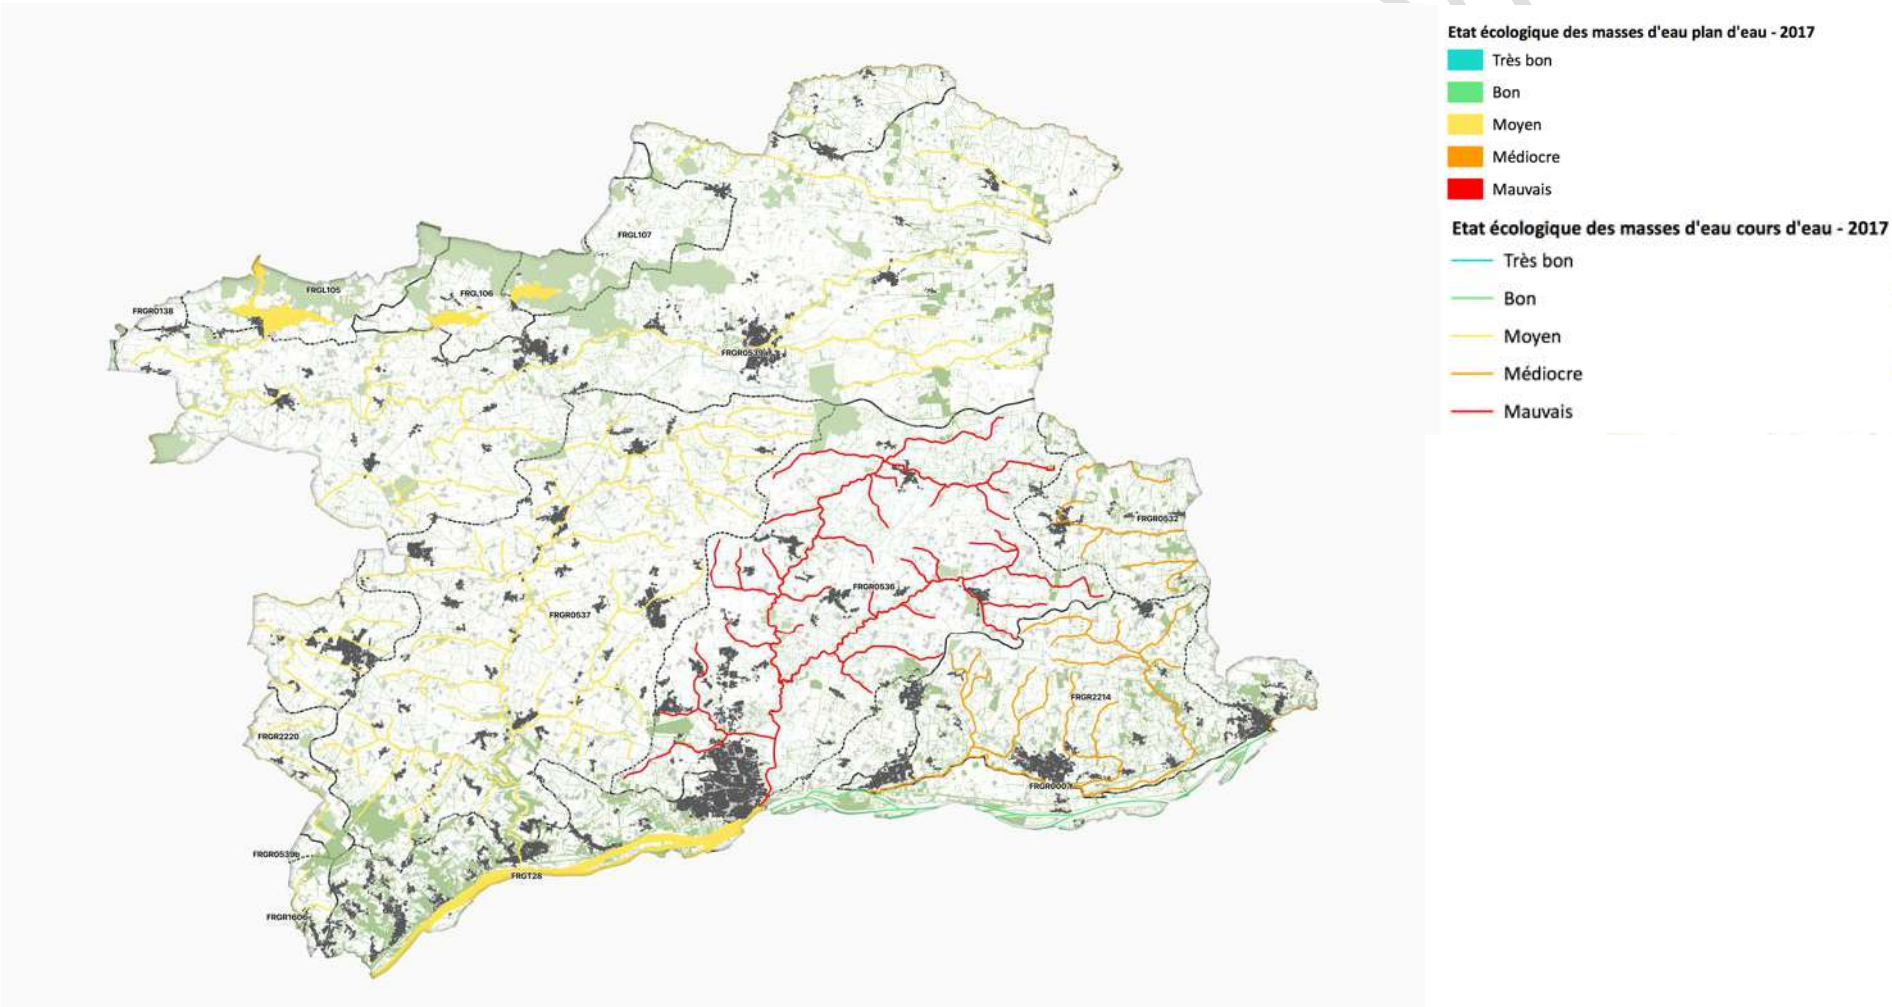 Etat écologique des masses d'eau plan d'eau - 2017
Très bon
Bon
Moyen
Médiocre
Mauvais
Etat écologique des masses d'eau cours d'eau - 2017
Très bon
Bon
Moyen
Médiocre
Mauvais
FRGL107
FRGL105
FRGL106
FRGR0138
FRGR0532
FRGR0536
FRGR0537
FRGR2214
FRGR2220
FRGR0539b
FRGT28
FRGR1606